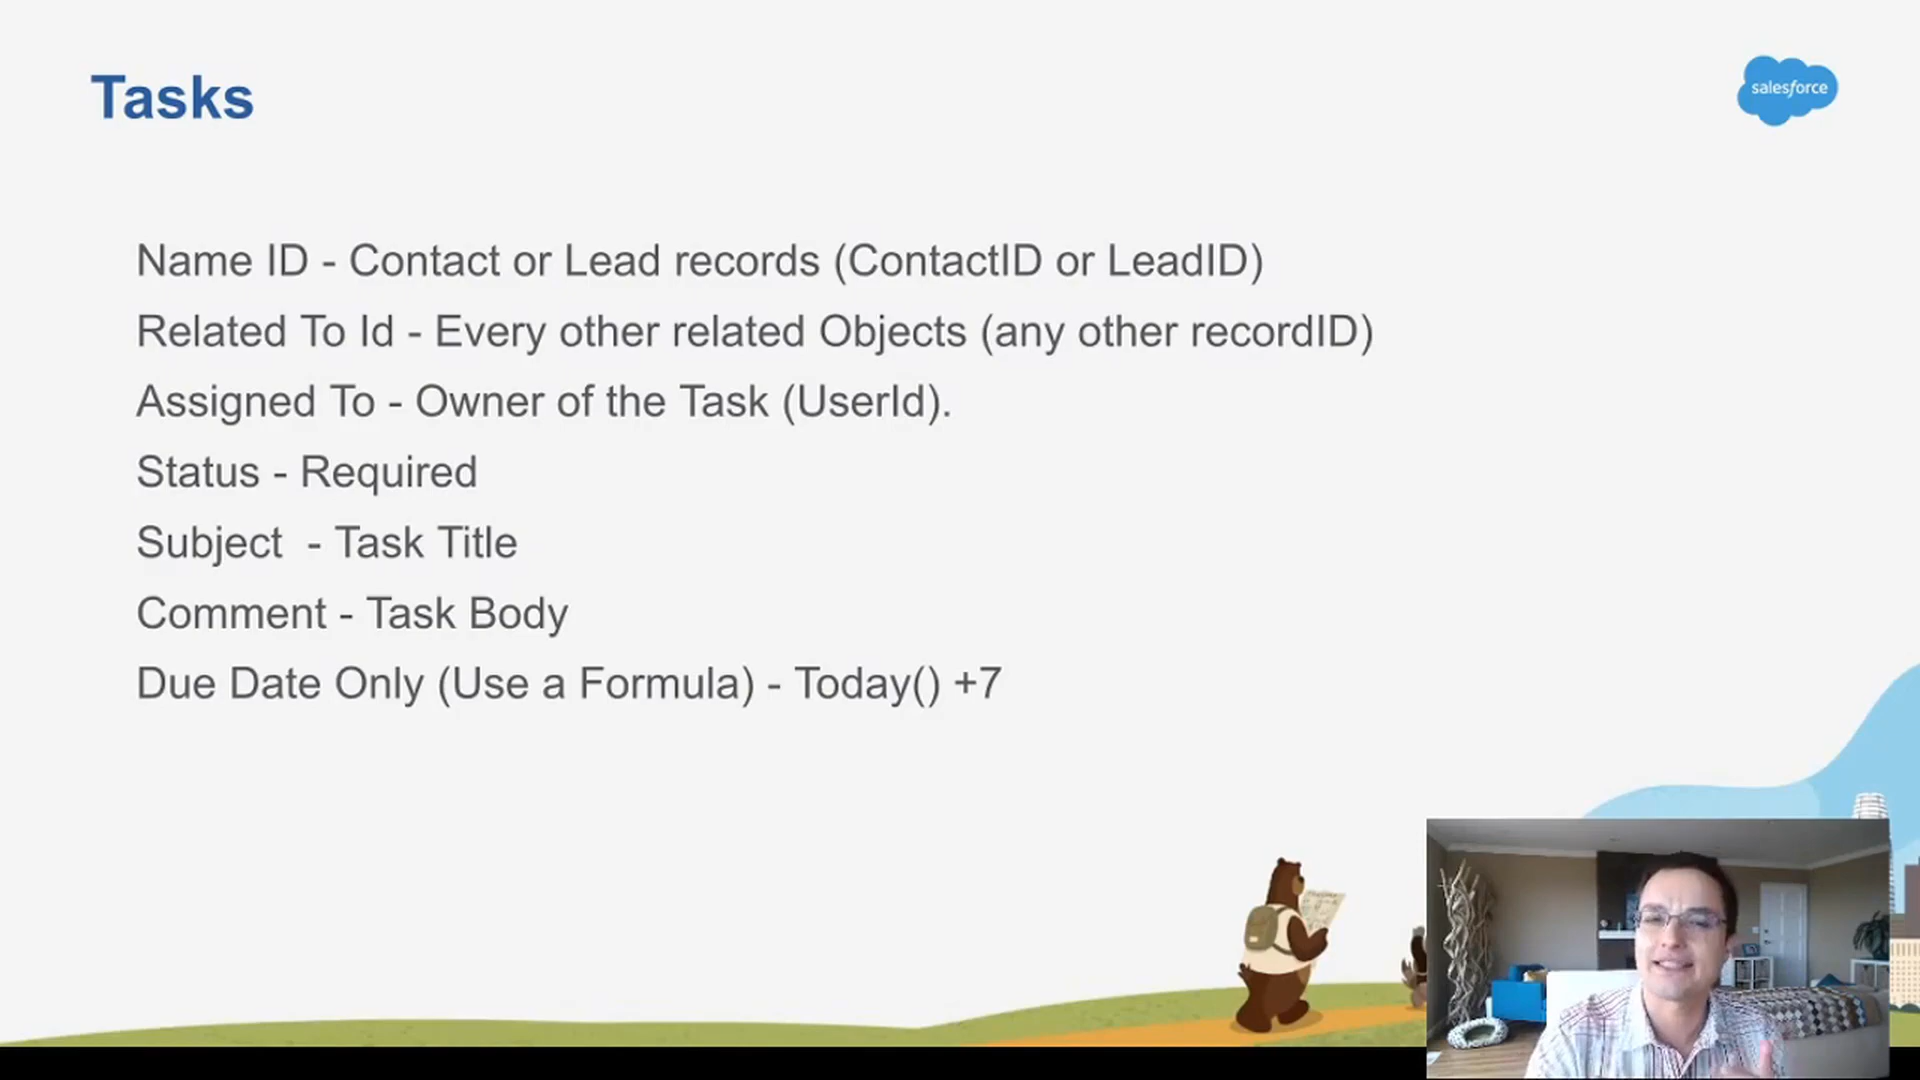 Tasks
salesforce
Name ID - Contact or Lead records (ContactID or LeadID)
Related To Id - Every other related Objects (any other recordID)
Assigned To - Owner of the Task (UserId).
Status - Required
Subject  - Task Title
Comment - Task Body
Due Date Only (Use a Formula) - Today() +7